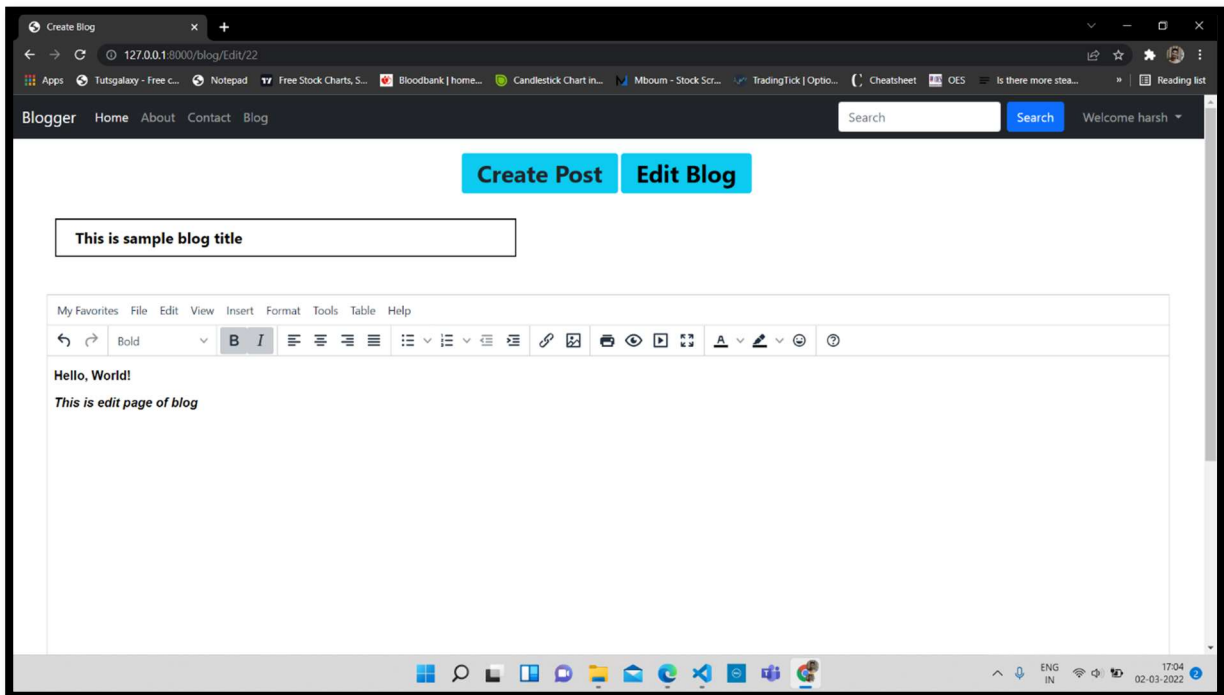 Create Blog
127.0.0.1:8000/blog/Edit/22
Apps Tutsgalaxy - Free c... Notepad TY Free Stock Charts, S... Bloodbank | home... Candlestick Chart in... Mboum - Stock Scr... TradingTick | Optio... Cheatsheet OES Is there more stea... » Reading list
Blogger Home About Contact Blog Search Search Welcome harsh
Create Post Edit Blog
This is sample blog title
My Favorites File Edit View Insert Format Tools Table Help
Bold B I A
Hello, World!
This is edit page of blog
ENG 17:04
IN 02-03-2022 2